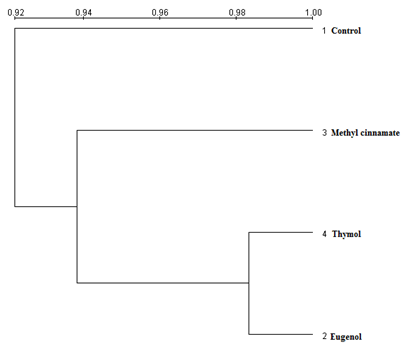 0.92 0.94 0.96 0.98 1.00
1 Control
3 Methyl cinnamate
4 Thymol
2 Eugenol